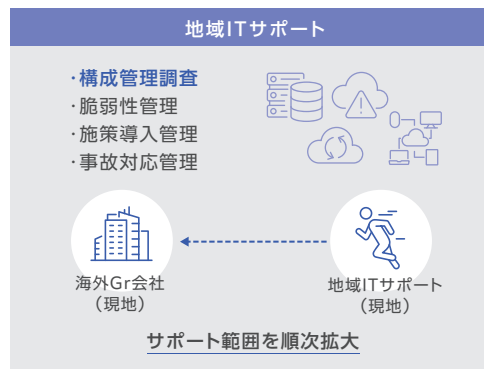 地域ITサポート
・構成管理調査
・脆弱性管理
・施策導入管理
・事故対応管理
海外Gr会社
（現地）
地域ITサポート
（現地）
サポート範囲を順次拡大